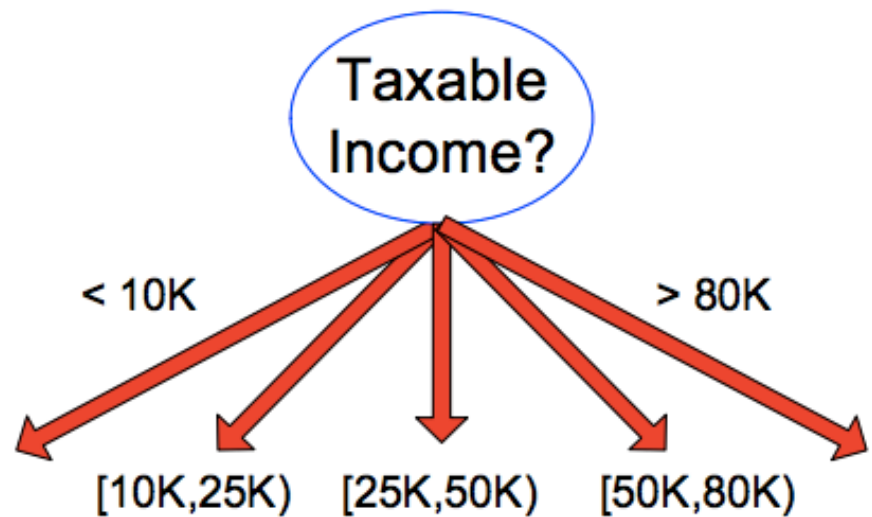 Taxable
Income?
< 10K
> 80K
[10K,25K)
[25K,50K)
[50K,80K)